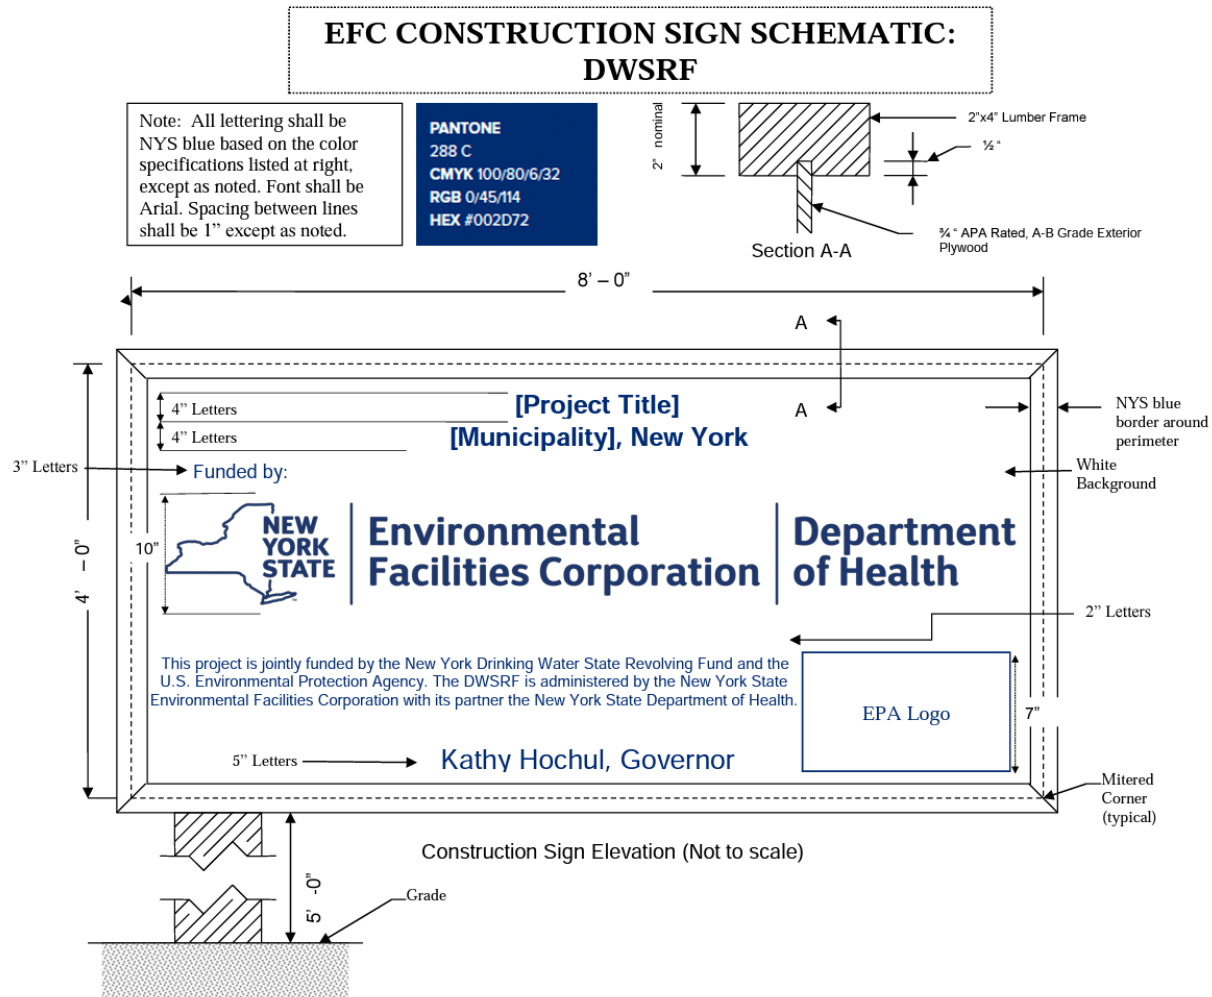 EFC CONSTRUCTION SIGN SCHEMATIC:
DWSRF
Note: All lettering shall be
NYS blue based on the color
specifications listed at right,
except as noted. Font shall be
Arial. Spacing between lines
shall be 1” except as noted.
PANTONE
288 C
CMYK 100/80/6/32
RGB 0/45/114
HEX #002D72
2” nominal
2”x4” Lumber Frame
½ “
¾ “ APA Rated, A-B Grade Exterior
Plywood
Section A-A
8’ – 0”
A
A
4” Letters
[Project Title]
4” Letters
[Municipality], New York
NYS blue
border around
perimeter
3” Letters
Funded by:
White
Background
4’ – 0”
10”
NEW
YORK
STATE
Environmental
Facilities Corporation
Department
of Health
2” Letters
This project is jointly funded by the New York Drinking Water State Revolving Fund and the
U.S. Environmental Protection Agency. The DWSRF is administered by the New York State
Environmental Facilities Corporation with its partner the New York State Department of Health.
EPA Logo
7”
5” Letters
Kathy Hochul, Governor
Mitered
Corner
(typical)
Construction Sign Elevation (Not to scale)
5’ -0”
Grade